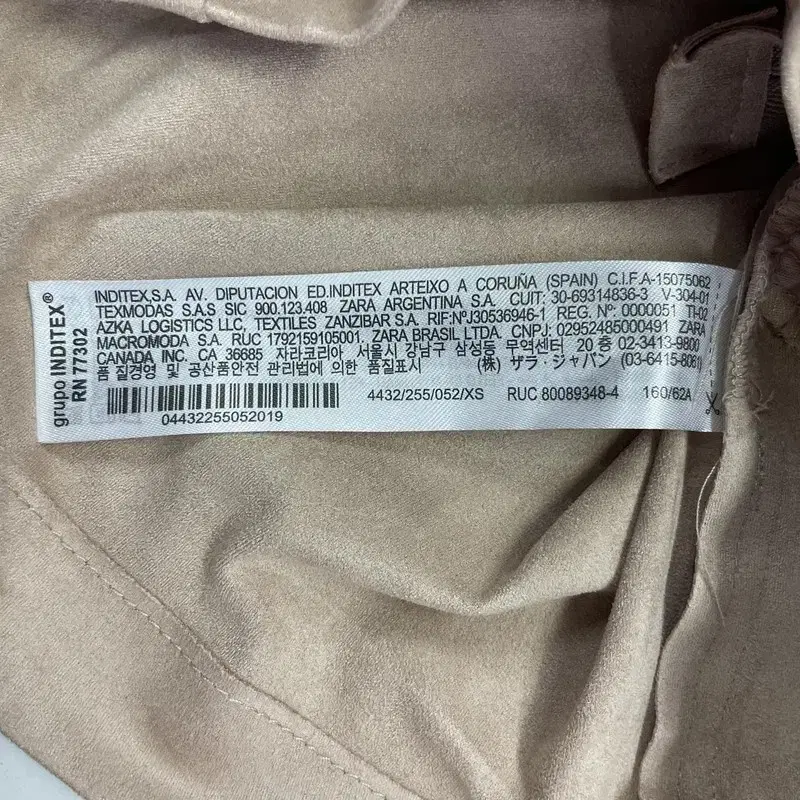 grupo INDITEX®
RN 77302
INDITEX,S.A. AV. DIPUTACION ED.INDITEX ARTEIXO A CORUÑA (SPAIN) C.I.F.A-15075062
TEXMODAS S.A.S SIC 900.123.408 ZARA ARGENTINA S.A. CUIT: 30-69314836-3 V-304-01
AZKA LOGISTICS LLC, TEXTILES ZANZIBAR S.A. RIF:NºJ30536946-1 REG. Nº: 0000051 TI-02
MACROMODA S.A. RUC 1792159105001. ZARA BRASIL LTDA. CNPJ: 02952485000491 ZARA
CANADA INC. CA 36685 자라코리아 서울시 강남구 삼성동 무역센터 20 층 02-3413-9800
품 질경영 및 공산품안전 관리법에 의한 품질표시 (株) ザラ・ジャパン (03-6415-8061)
04432255052019
4432/255/052/XS RUC 80089348-4 160/62A